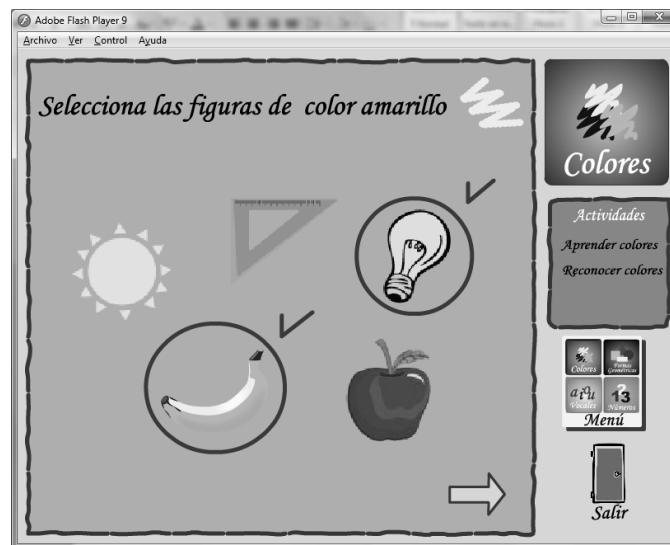 Adobe Flash Player 9
Archivo Ver Control Ayuda
Selecciona las figuras de color amarillo
Colores
Actividades
Aprender colores
Reconocer colores
Colores
Formas
Geométricas
a i u
Vocales
13
Números
Menú
Salir